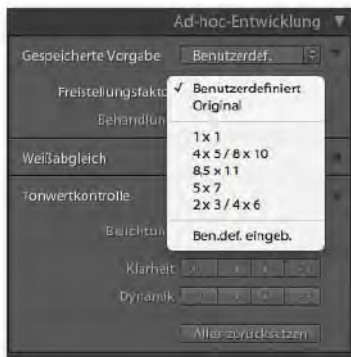 Ad-hoc-Entwicklung
Gespeicherte Vorgabe Benutzerdef.
Freistellungsfakto
✓ Benutzerdefiniert
Original
Behandlun
1 x 1
4 x 5 / 8 x 10
8,5 x 11
5 x 7
2 x 3 / 4 x 6
Ben.def. eingeb.
Weißabgleich
Tonwertkontrolle
Belichtun
Klarheit
Dynamik
Alles zurücksetzen